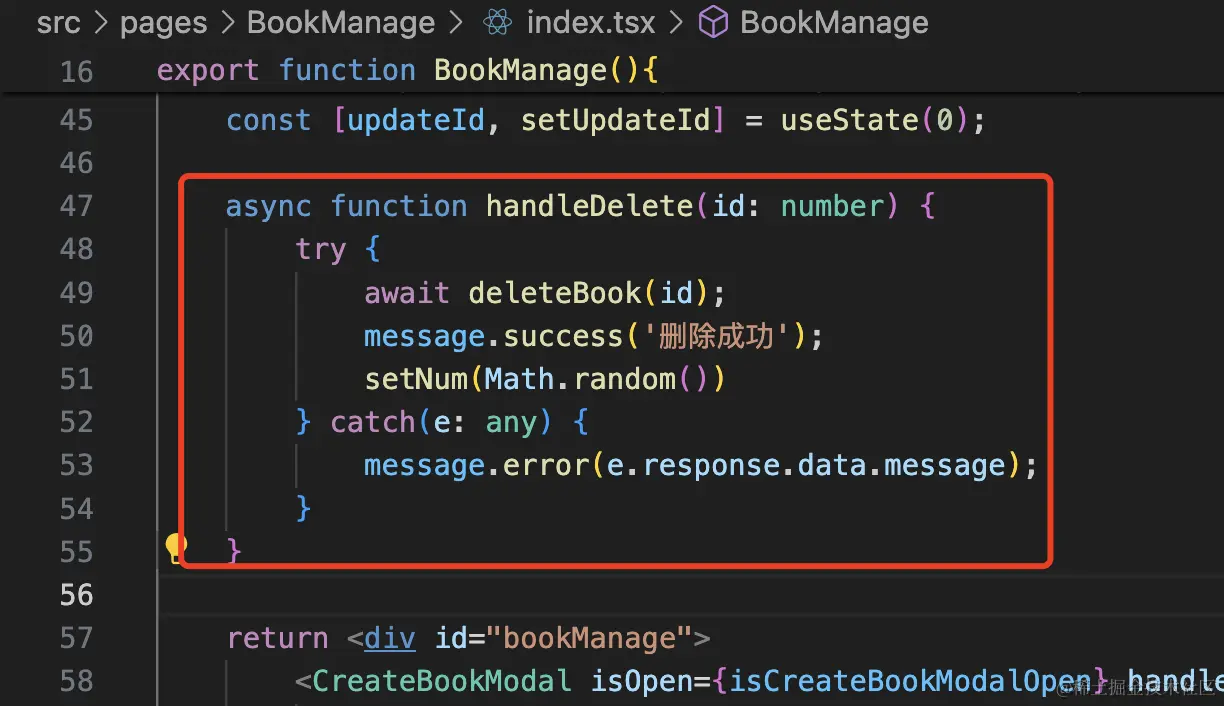 src > pages > BookManage > index.tsx > BookManage
16 export function BookManage(){
45 const [updateId, setUpdateId] = useState(0);
46
47 async function handleDelete(id: number) {
48 try {
49 await deleteBook(id);
50 message.success('删除成功');
51 setNum(Math.random())
52 } catch(e: any) {
53 message.error(e.response.data.message);
54 }
55 }
56
57 return <div id="bookManage">
58 <CreateBookModal isOpen={isCreateBookModalOpen} handle
@稀土掘金技术社区